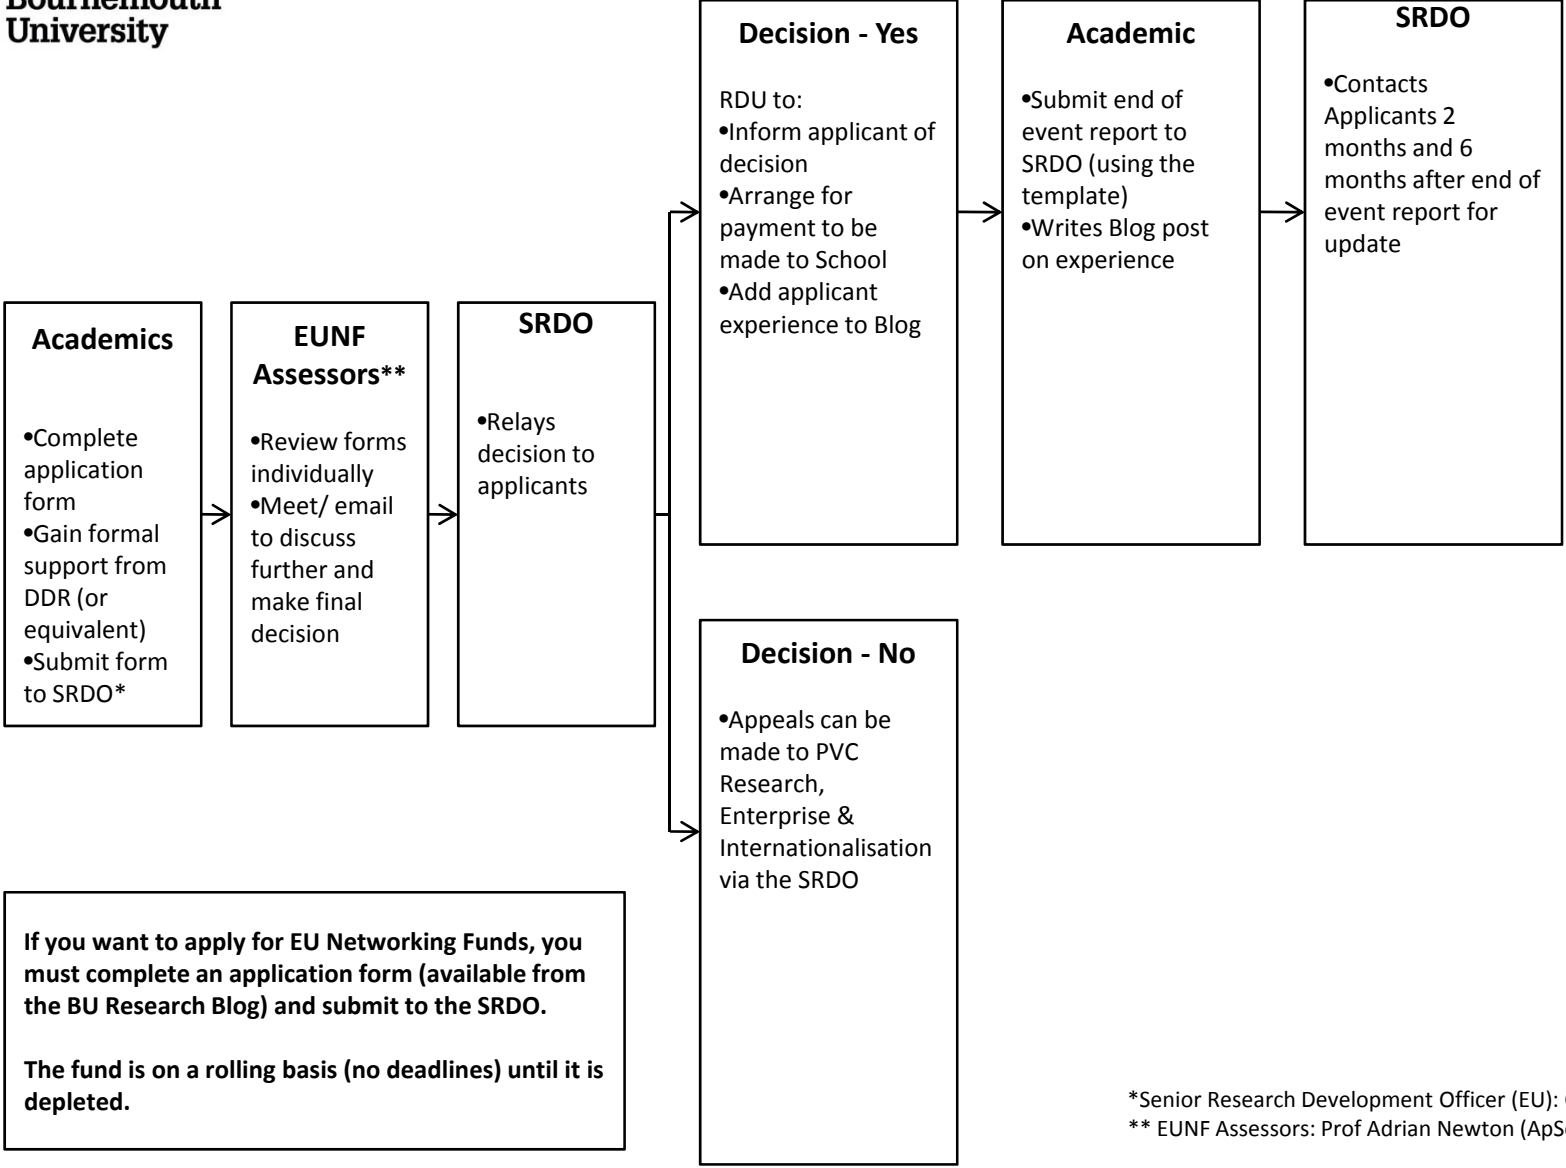 Bournemouth
University
Academics
•Complete
application
form
•Gain formal
support from
DDR (or
equivalent)
•Submit form
to SRDO*
EUNF
Assessors**
•Review forms
individually
•Meet/ email
to discuss
further and
make final
decision
SRDO
•Relays
decision to
applicants
Decision - Yes
RDU to:
•Inform applicant of
decision
•Arrange for
payment to be
made to School
•Add applicant
experience to Blog
Academic
•Submit end of
event report to
SRDO (using the
template)
•Writes Blog post
on experience
SRDO
•Contacts
Applicants 2
months and 6
months after end of
event report for
update
Decision - No
•Appeals can be
made to PVC
Research,
Enterprise &
Internationalisation
via the SRDO
If you want to apply for EU Networking Funds, you
must complete an application form (available from
the BU Research Blog) and submit to the SRDO.
The fund is on a rolling basis (no deadlines) until it is
depleted.
*Senior Research Development Officer (EU):
** EUNF Assessors: Prof Adrian Newton